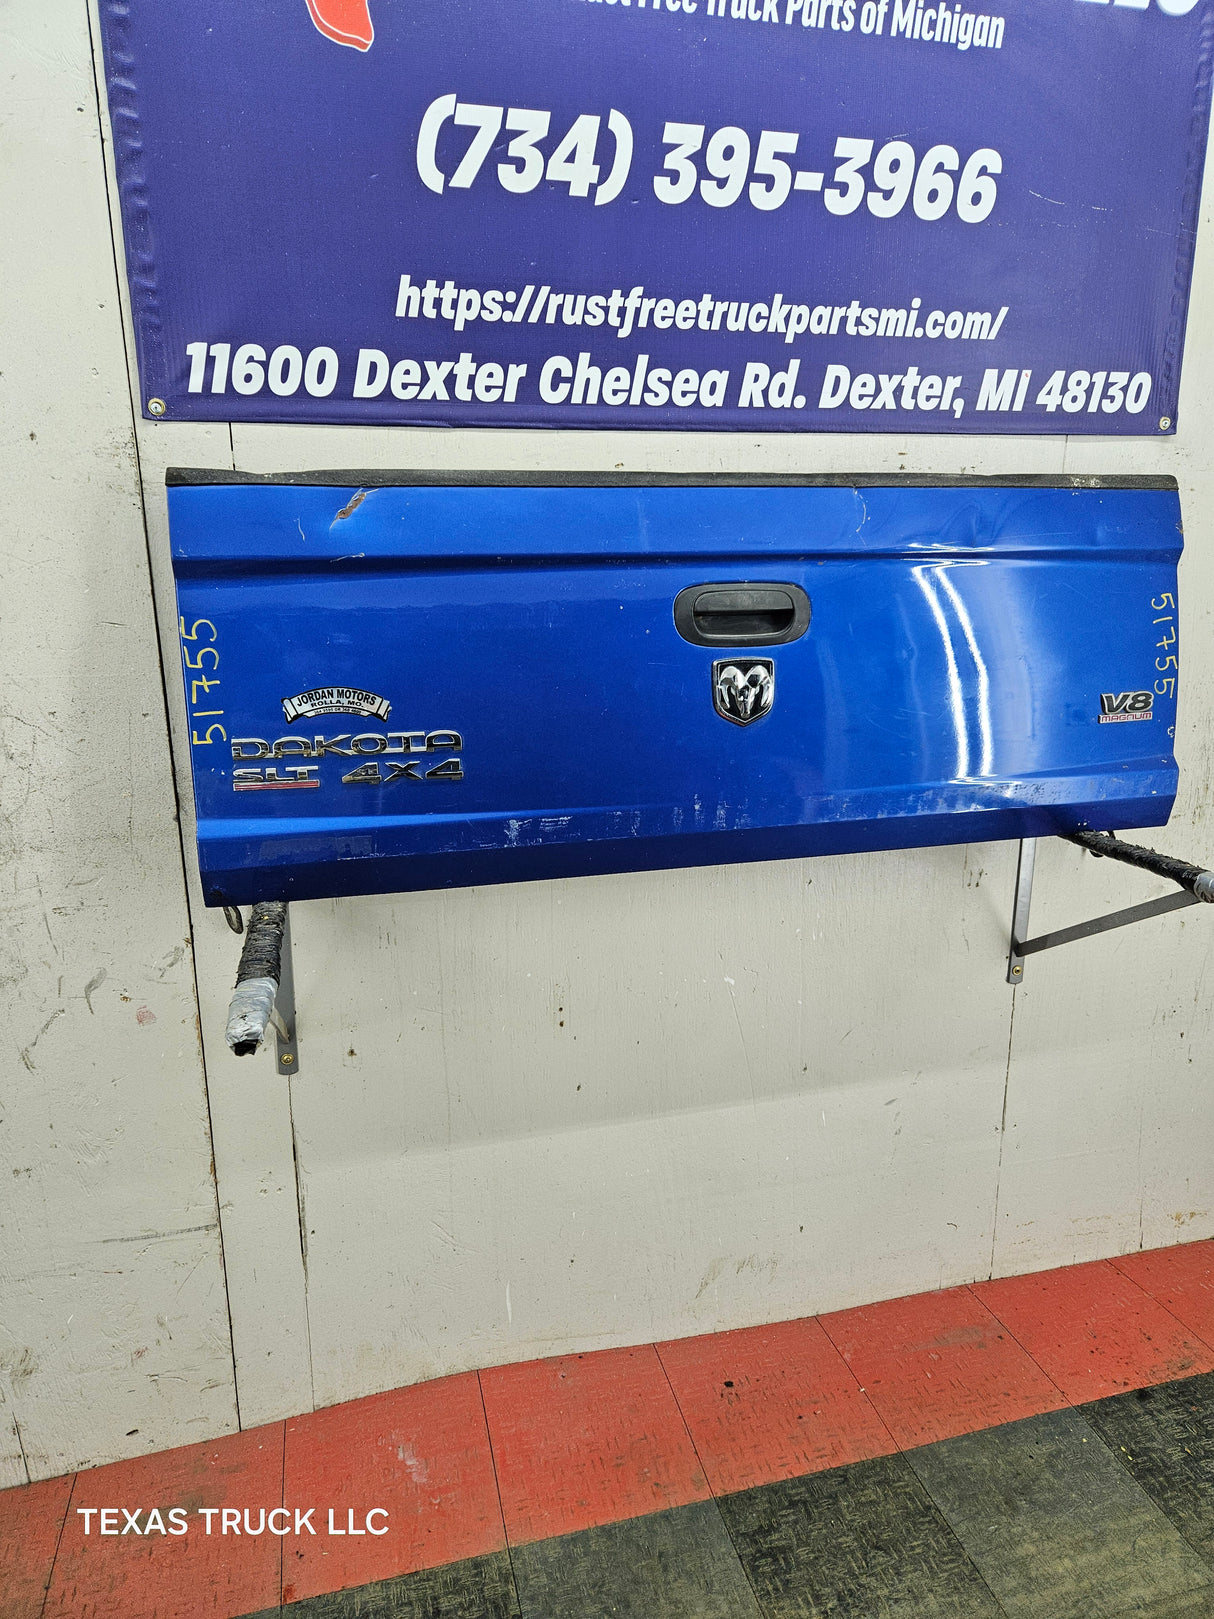 Free Truck Parts of Michigan
(734) 395-3966
https://rustfreetruckpartsmi.com/
11600 Dexter Chelsea Rd. Dexter, MI 48130
51755
51755
JORDAN MOTORS
ROLLA, MO.
DAKOTA
SLT 4X4
V8
MAGNUM
TEXAS TRUCK LLC